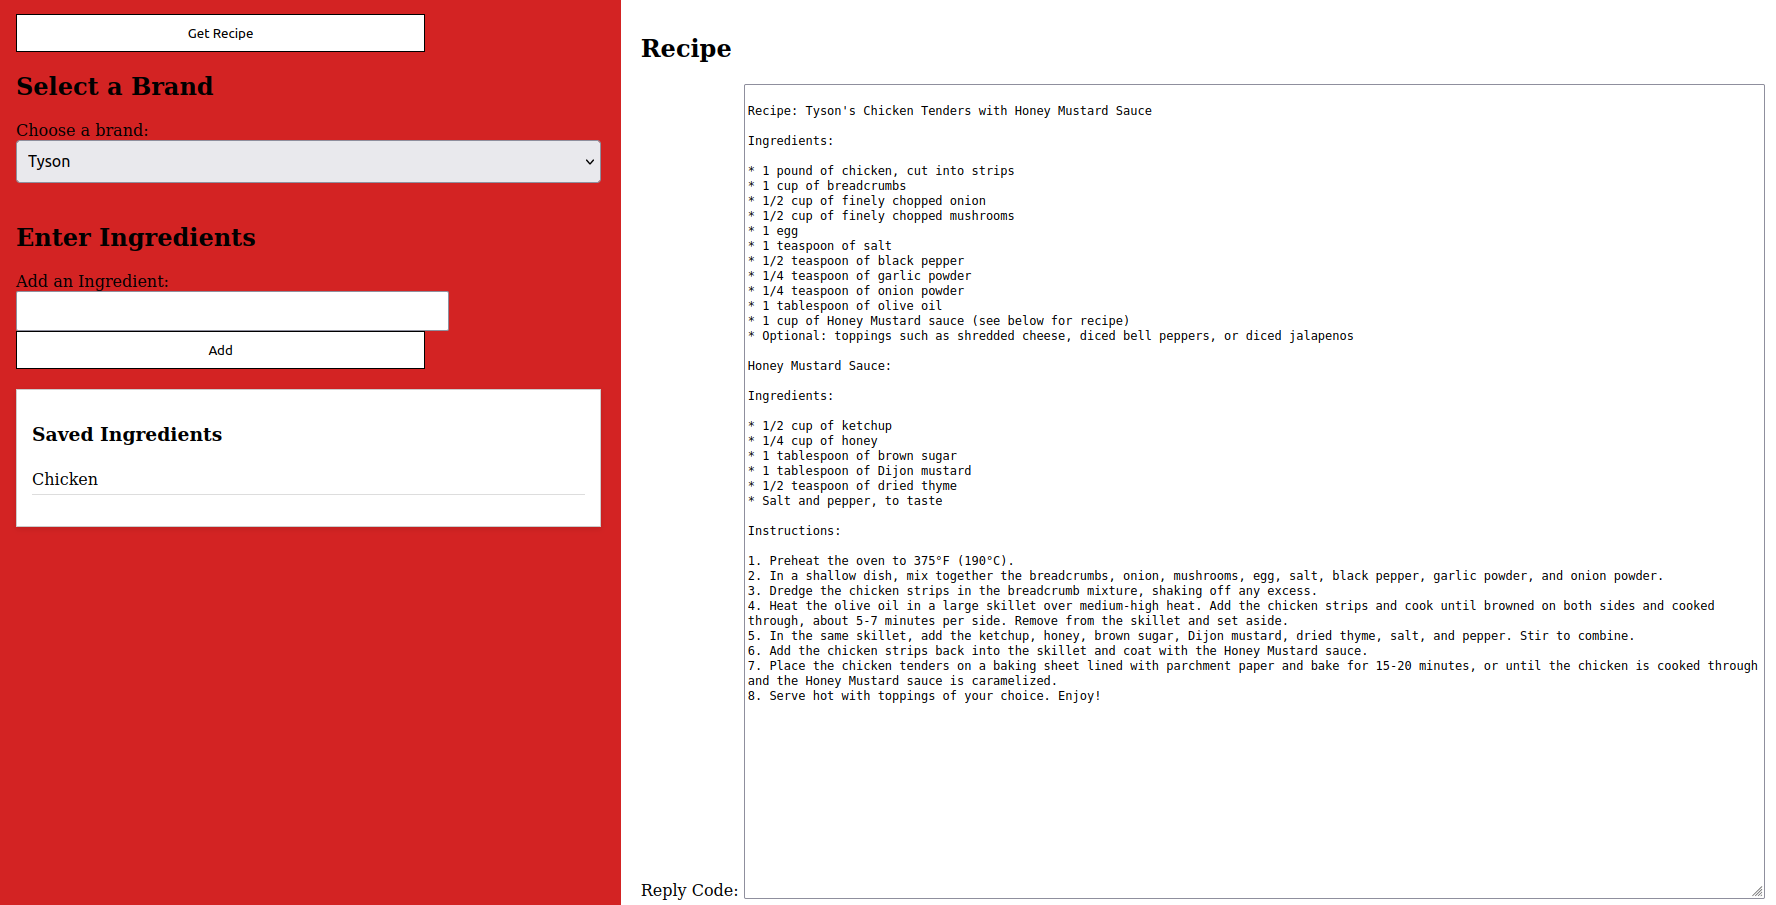 Get Recipe
Select a Brand
Choose a brand:
Tyson
Enter Ingredients
Add an Ingredient:
Add
Saved Ingredients
Chicken
Recipe
Recipe: Tyson's Chicken Tenders with Honey Mustard Sauce
Ingredients:
* 1 pound of chicken, cut into strips
* 1 cup of breadcrumbs
* 1/2 cup of finely chopped onion
* 1/2 cup of finely chopped mushrooms
* 1 egg
* 1 teaspoon of salt
* 1/2 teaspoon of black pepper
* 1/4 teaspoon of garlic powder
* 1/4 teaspoon of onion powder
* 1 tablespoon of olive oil
* 1 cup of Honey Mustard sauce (see below for recipe)
* Optional: toppings such as shredded cheese, diced bell peppers, or diced jalapenos
Honey Mustard Sauce:
Ingredients:
* 1/2 cup of ketchup
* 1/4 cup of honey
* 1 tablespoon of brown sugar
* 1 tablespoon of Dijon mustard
* 1/2 teaspoon of dried thyme
* Salt and pepper, to taste
Instructions:
1. Preheat the oven to 375°F (190°C).
2. In a shallow dish, mix together the breadcrumbs, onion, mushrooms, egg, salt, black pepper, garlic powder, and onion powder.
3. Dredge the chicken strips in the breadcrumb mixture, shaking off any excess.
4. Heat the olive oil in a large skillet over medium-high heat. Add the chicken strips and cook until browned on both sides and cooked
through, about 5-7 minutes per side. Remove from the skillet and set aside.
5. In the same skillet, add the ketchup, honey, brown sugar, Dijon mustard, dried thyme, salt, and pepper. Stir to combine.
6. Add the chicken strips back into the skillet and coat with the Honey Mustard sauce.
7. Place the chicken tenders on a baking sheet lined with parchment paper and bake for 15-20 minutes, or until the chicken is cooked through
and the Honey Mustard sauce is caramelized.
8. Serve hot with toppings of your choice. Enjoy!
Reply Code: